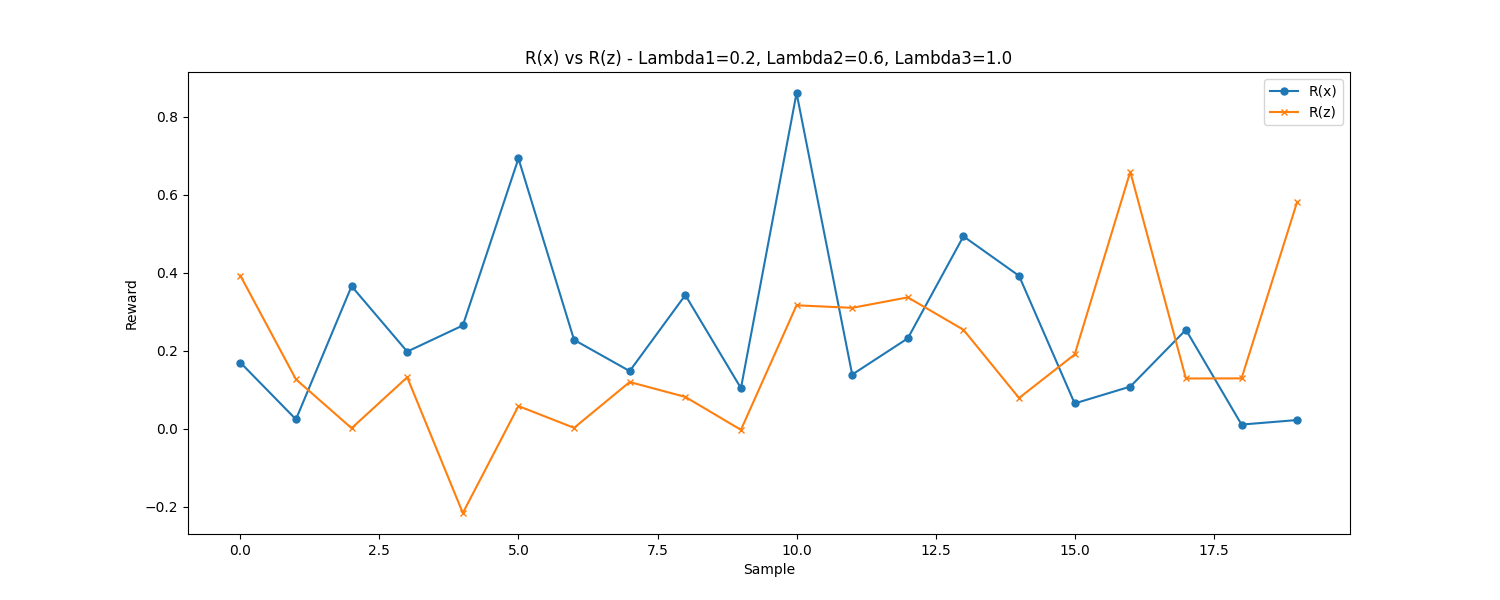 R(x) vs R(z) - Lambda1=0.2, Lambda2=0.6, Lambda3=1.0
R(x)
R(z)
Reward
0.8
0.6
0.4
0.2
0.0
−0.2
0.0 2.5 5.0 7.5 10.0 12.5 15.0 17.5
Sample